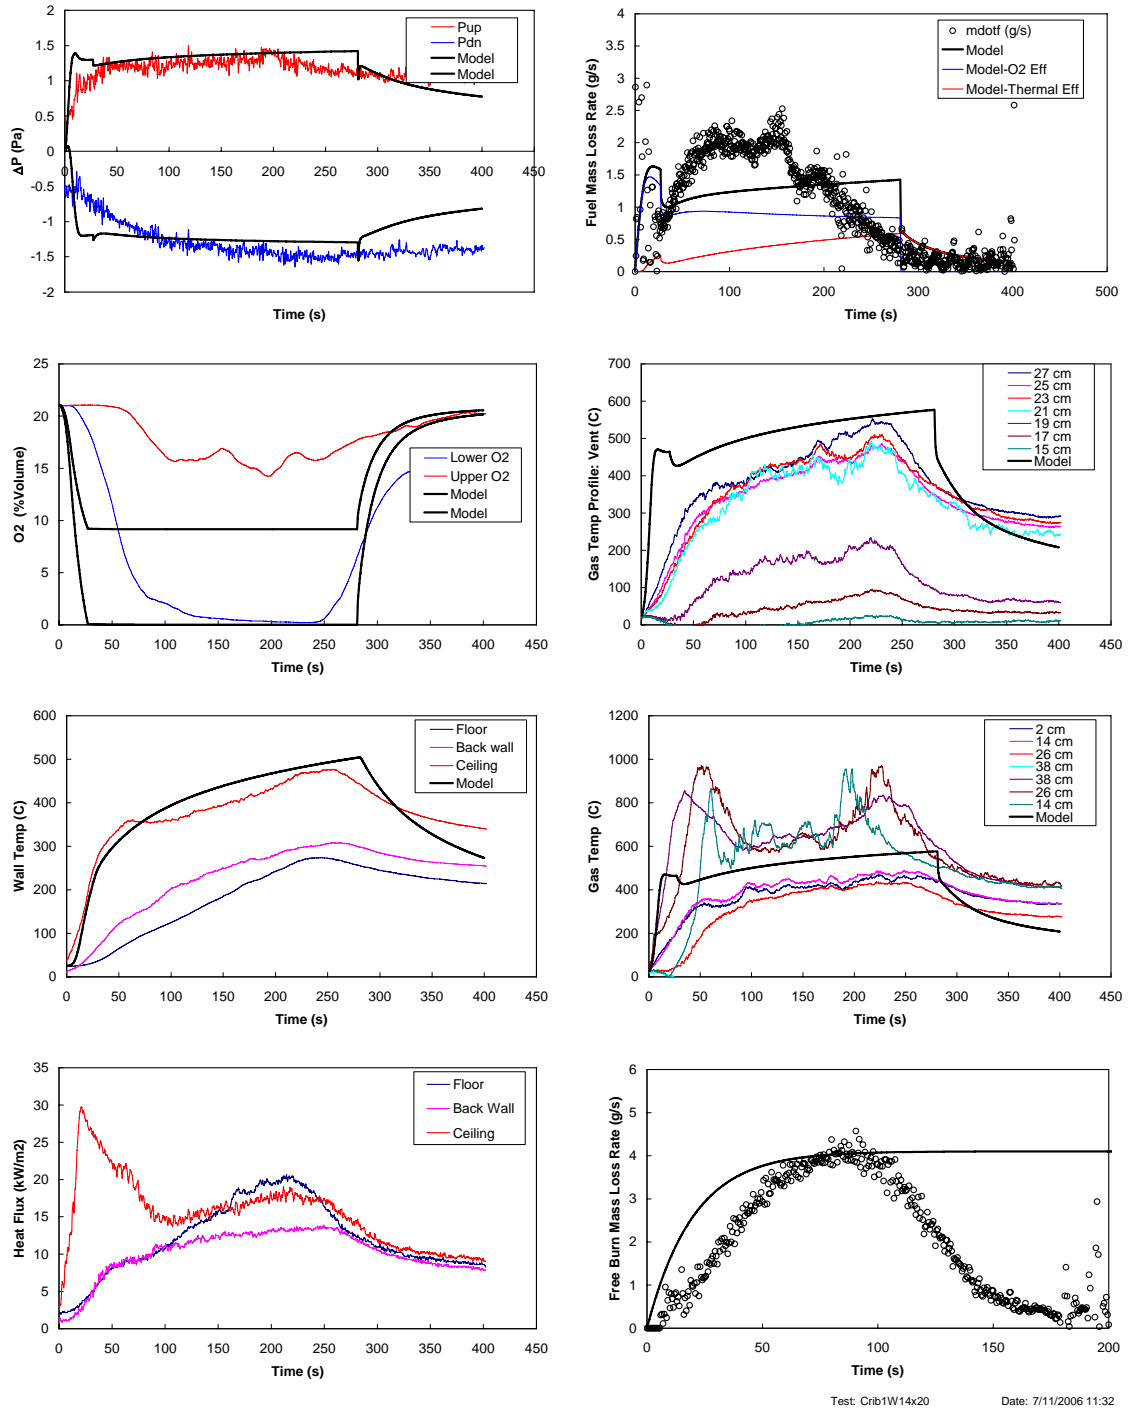 2
1.5
1
0.5
0
-0.5
-1
-1.5
-2
ΔP (Pa)
0 50 100 150 200 250 300 350 400 450
Time (s)
Pup
Pdn
Model
Model
4
3.5
3
2.5
2
1.5
1
0.5
0
Fuel Mass Loss Rate (g/s)
0 100 200 300 400 500
Time (s)
mdotf (g/s)
Model
Model-O2 Eff
Model-Thermal Eff
25
20
15
10
5
0
O2 (%Volume)
0 50 100 150 200 250 300 350 400 450
Time (s)
Lower O2
Upper O2
Model
Model
700
600
500
400
300
200
100
0
Gas Temp Profile: Vent (C)
0 50 100 150 200 250 300 350 400 450
Time (s)
27 cm
25 cm
23 cm
21 cm
19 cm
17 cm
15 cm
Model
600
500
400
300
200
100
0
Wall Temp (C)
0 50 100 150 200 250 300 350 400 450
Time (s)
Floor
Back wall
Ceiling
Model
1200
1000
800
600
400
200
0
Gas Temp (C)
0 50 100 150 200 250 300 350 400 450
Time (s)
2 cm
14 cm
26 cm
38 cm
38 cm
26 cm
14 cm
Model
35
30
25
20
15
10
5
0
Heat Flux (kW/m2)
0 50 100 150 200 250 300 350 400 450
Time (s)
Floor
Back Wall
Ceiling
6
5
4
3
2
1
0
Free Burn Mass Loss Rate (g/s)
0 50 100 150 200
Time (s)
Test: Crib1W14x20 Date: 7/11/2006 11:32